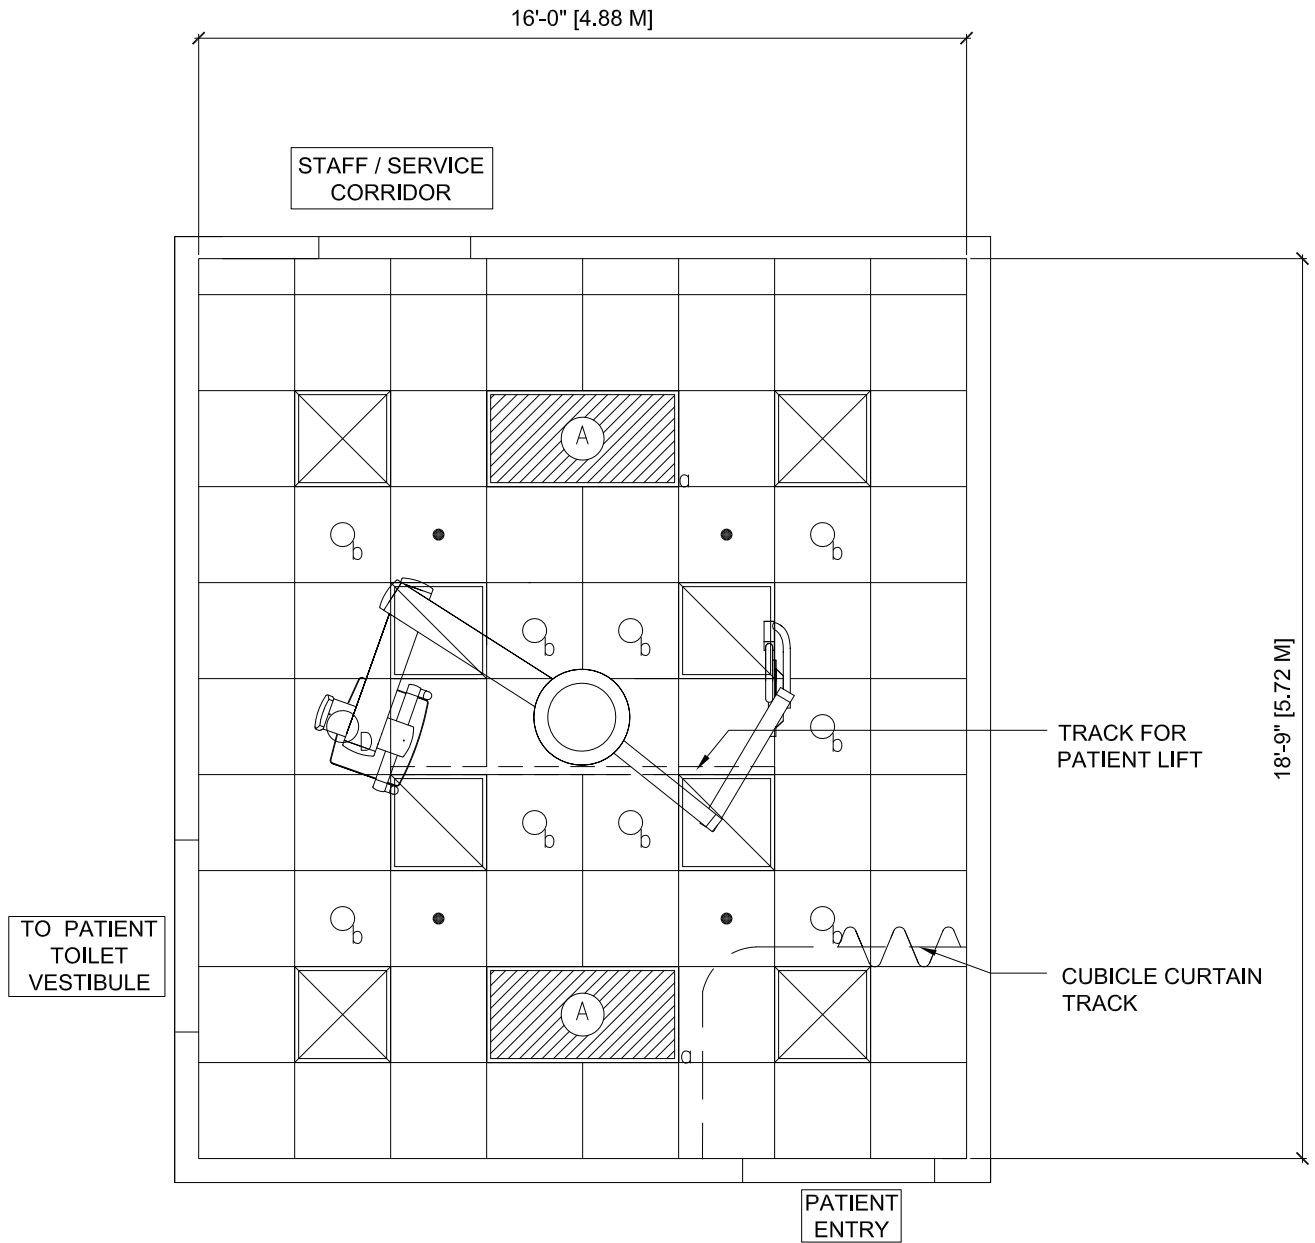 16'-0" [4.88 M]
STAFF / SERVICE
CORRIDOR
A
a
b
b
b
b
18'-9" [5.72 M]
b
b
TRACK FOR
PATIENT LIFT
b
b
b
b
TO PATIENT
TOILET
VESTIBULE
CUBICLE CURTAIN
TRACK
A
a
PATIENT
ENTRY